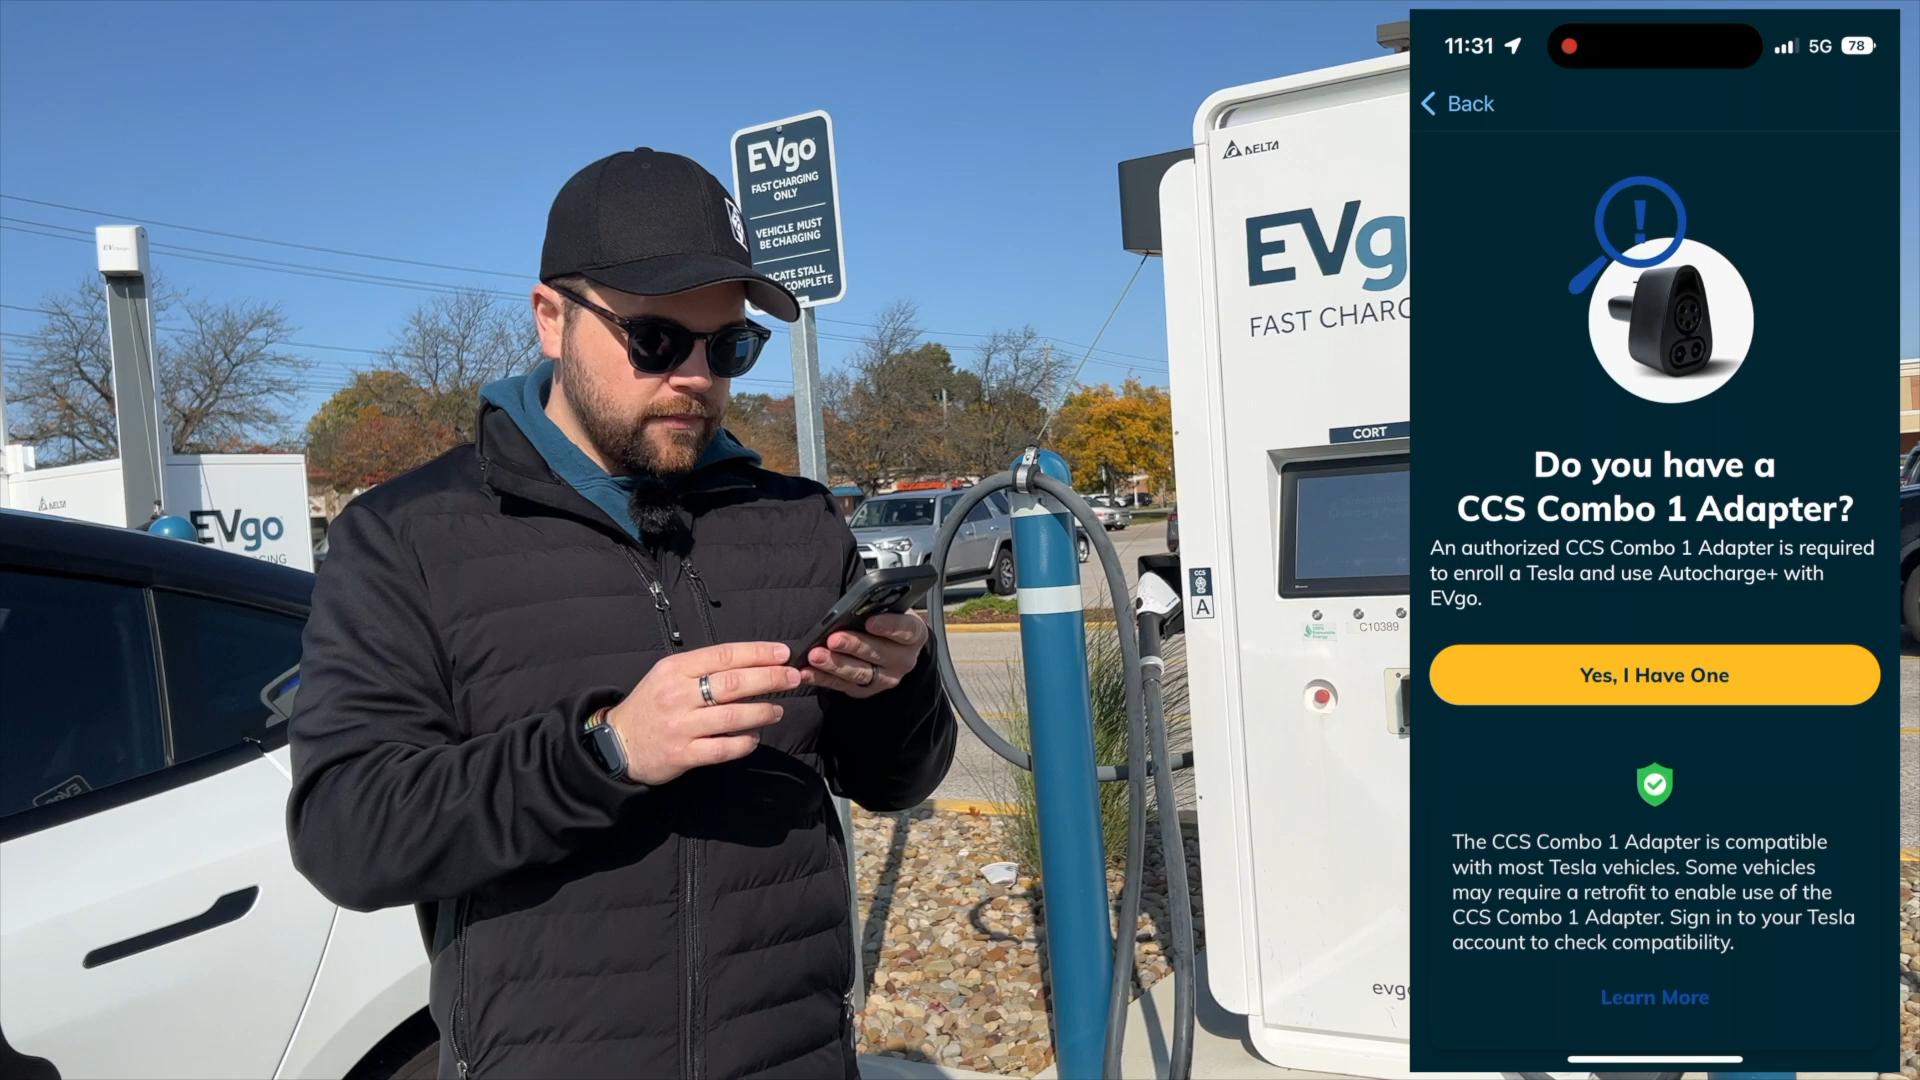 EVgo
FAST CHARGING
ONLY
VEHICLE MUST
BE CHARGING
VACATE STALL
COMPLETE
DELTA
EVgo
DELTA
EVg
FAST CHARG
CORT
CCS
A
C10389
evgo
11:31
5G
78
Back
Do you have a
CCS Combo 1 Adapter?
An authorized CCS Combo 1 Adapter is required
to enroll a Tesla and use Autocharge+ with
EVgo.
Yes, I Have One
The CCS Combo 1 Adapter is compatible
with most Tesla vehicles. Some vehicles
may require a retrofit to enable use of the
CCS Combo 1 Adapter. Sign in to your Tesla
account to check compatibility.
Learn More